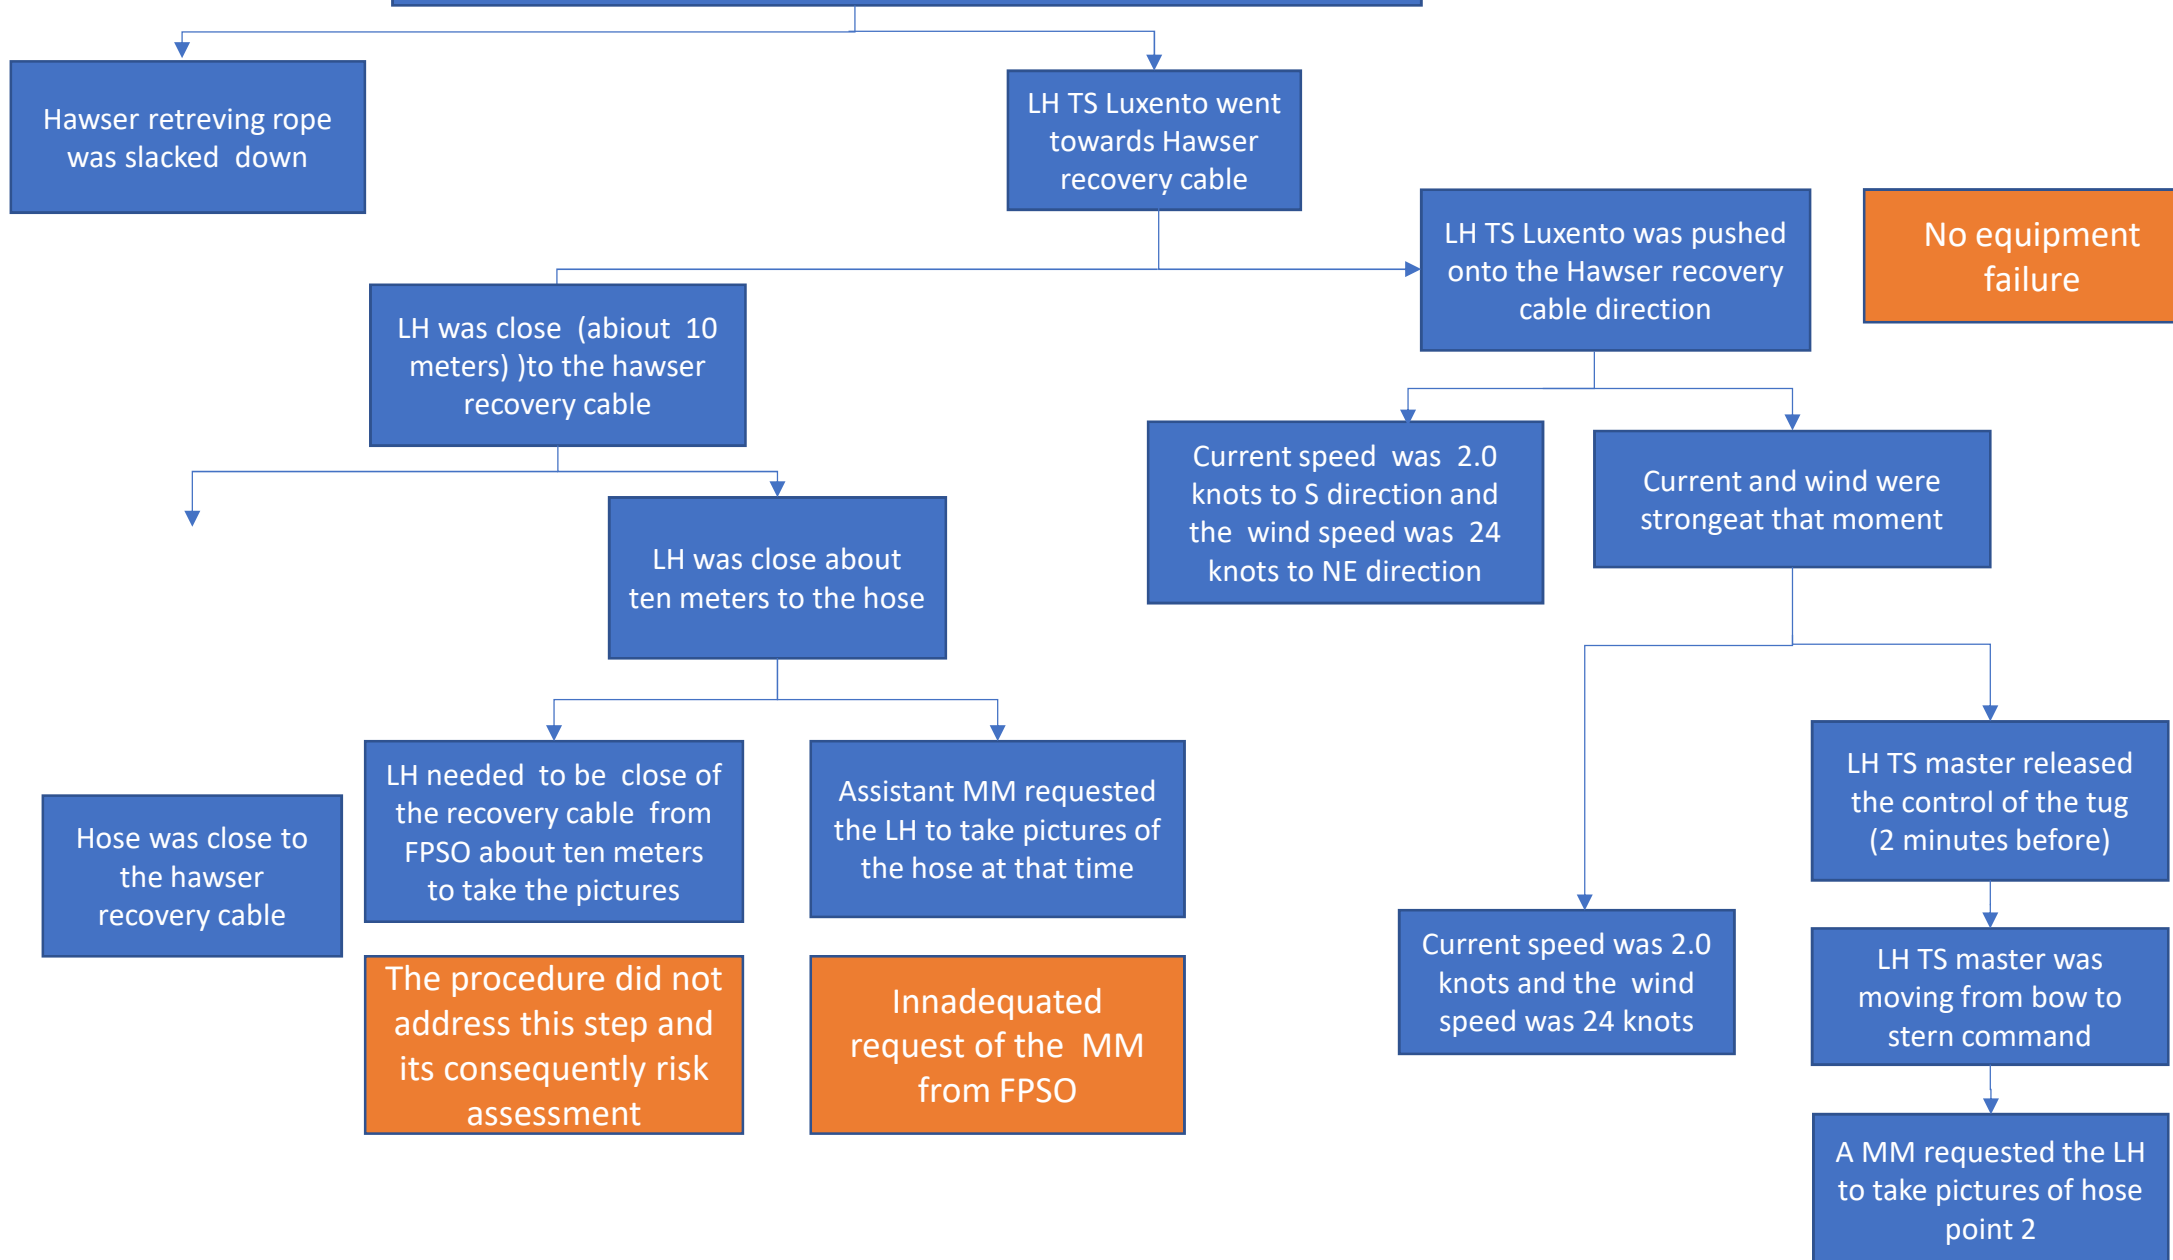 Hawser retreving rope
was slacked down
LH TS Luxento went
towards Hawser
recovery cable
LH TS Luxento was pushed
onto the Hawser recovery
cable direction
No equipment
failure
LH was close (abiout 10
meters) )to the hawser
recovery cable
Current speed was 2.0
knots to S direction and
the wind speed was 24
knots to NE direction
Current and wind were
strongeat that moment
LH was close about
ten meters to the hose
Hose was close to
the hawser
recovery cable
LH needed to be close of
the recovery cable from
FPSO about ten meters
to take the pictures
Assistant MM requested
the LH to take pictures of
the hose at that time
LH TS master released
the control of the tug
(2 minutes before)
The procedure did not
address this step and
its consequently risk
assessment
Innadequated
request of the MM
from FPSO
Current speed was 2.0
knots and the wind
speed was 24 knots
LH TS master was
moving from bow to
stern command
A MM requested the LH
to take pictures of hose
point 2